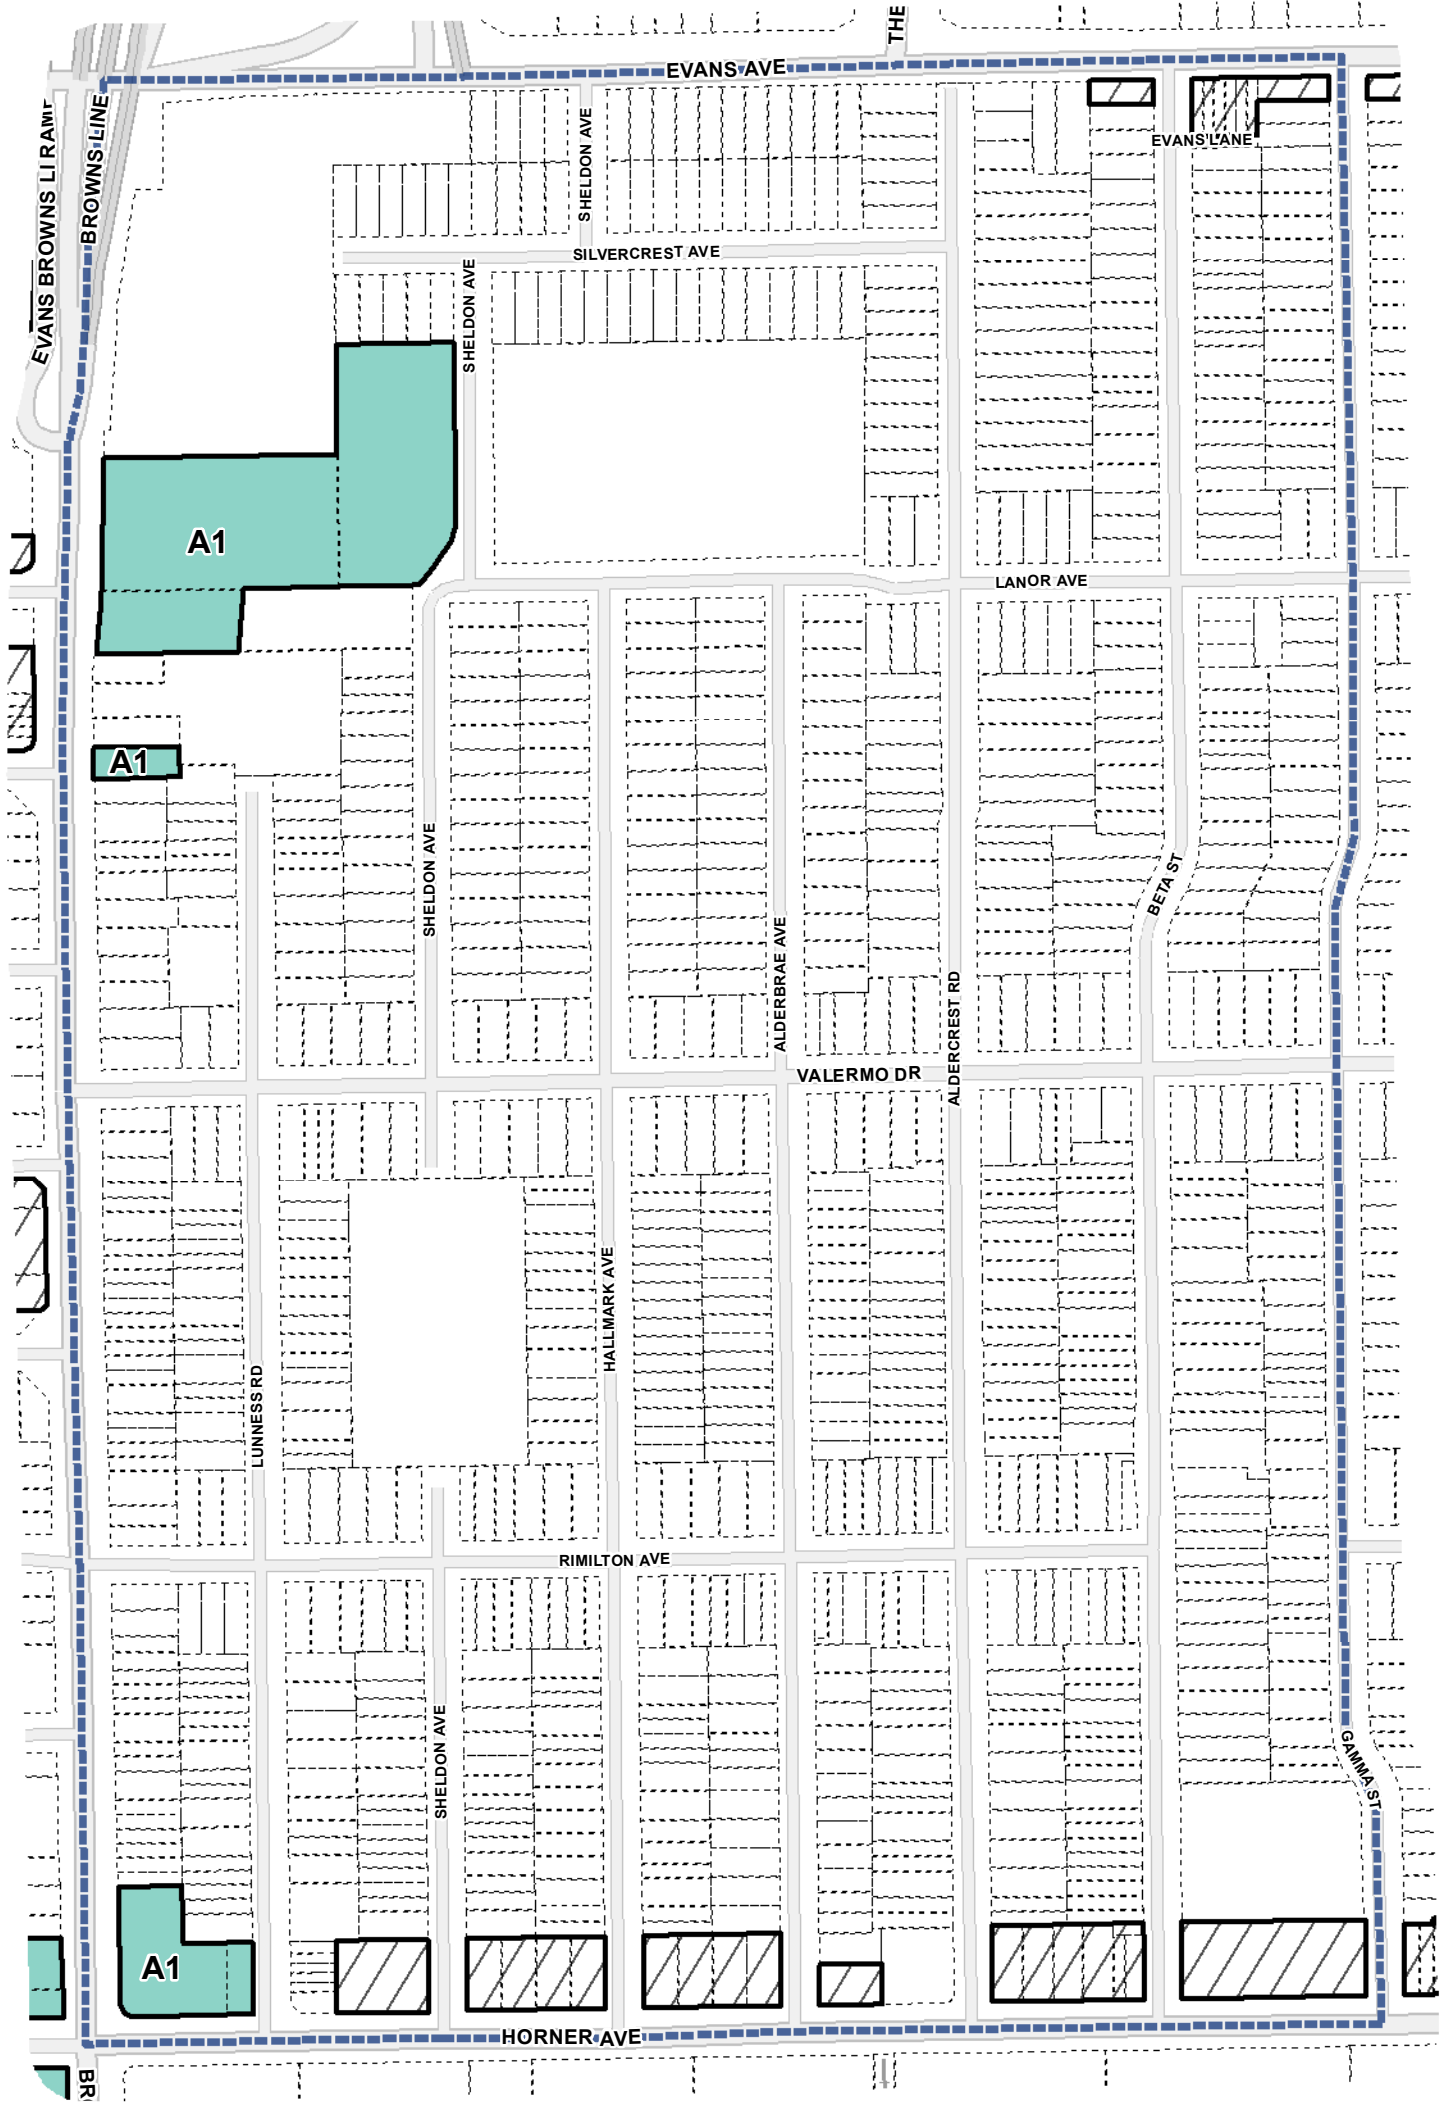 THE
EVANS AVE
EVANS BROWNS LI RAMP
BROWNS LINE
SHELDON AVE
EVANS LANE
SILVERCREST AVE
SHELDON AVE
A1
LANOR AVE
A1
SHELDON AVE
BETA ST
ALDERBRAE AVE
ALDERCREST RD
VALERMO DR
HALLMARK AVE
LUNNESS RD
RIMILTON AVE
SHELDON AVE
GAMMA ST
A1
HORNER AVE
BRO